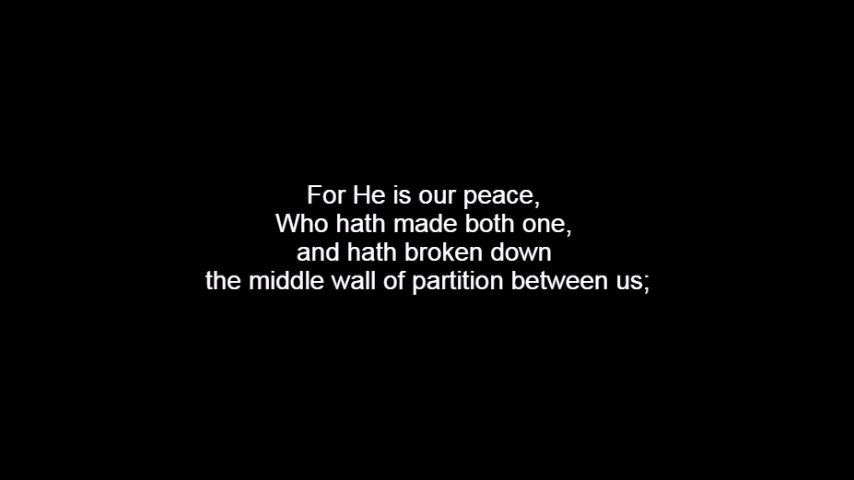 For He is our peace,
Who hath made both one,
and hath broken down
the middle wall of partition between us;